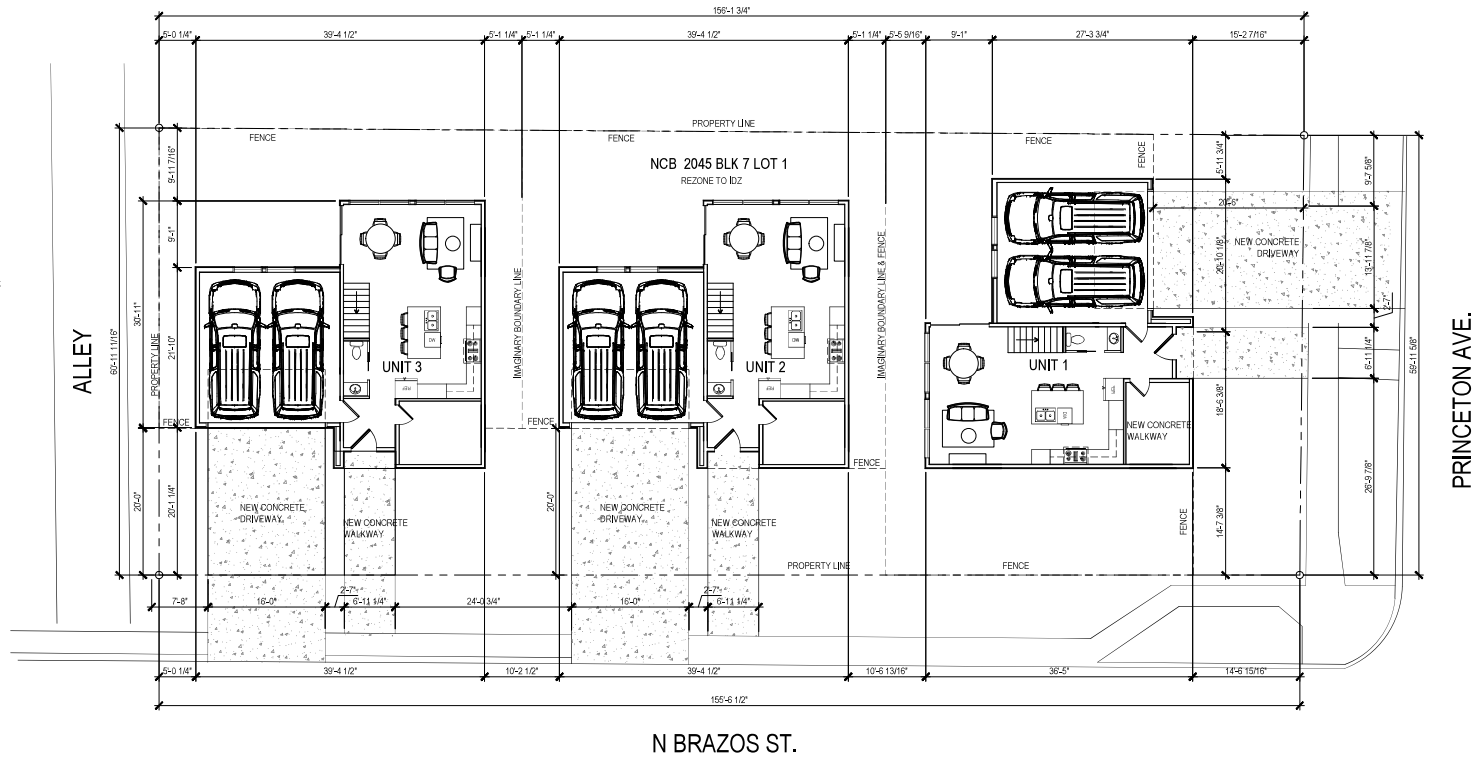 156'-1 3/4"
5'-0 1/4"
39'-4 1/2"
5'-1 1/4"
5'-1 1/4"
39'-4 1/2"
5'-1 1/4"
5'-5 9/16"
9'-1"
27'-3 3/4"
15'-2 7/16"
PROPERTY LINE
FENCE
FENCE
FENCE
FENCE
NCB 2045 BLK 7 LOT 1
REZONE TO IDZ
9'-11 7/16"
9'-1"
30'-11"
21'-10"
60'-11 11/16"
ALLEY
PROPERTY LINE
FENCE
20'-0"
20'-1 1/4"
UNIT 3
DW
REF
IMAGINARY BOUNDARY LINE
FENCE
20'-0"
UNIT 2
DW
REF
IMAGINARY BOUNDARY LINE & FENCE
FENCE
UNIT 1
DW
REF
5'-11 3/4"
20'-6"
20'-10 1/8"
NEW CONCRETE
DRIVEWAY
9'-7 5/8"
13'-11 7/8"
2'-7"
6'-11 1/4"
59'-11 5/8"
18'-6 3/8"
NEW CONCRETE
WALKWAY
26'-9 7/8"
14'-7 3/8"
FENCE
PRINCETON AVE.
NEW CONCRETE
DRIVEWAY
NEW CONCRETE
WALKWAY
NEW CONCRETE
DRIVEWAY
NEW CONCRETE
WALKWAY
PROPERTY LINE
FENCE
7'-8"
16'-0"
2'-7"
6'-11 1/4"
24'-0 3/4"
16'-0"
2'-7"
6'-11 1/4"
5'-0 1/4"
39'-4 1/2"
10'-2 1/2"
39'-4 1/2"
10'-6 13/16"
36'-5"
14'-6 15/16"
155'-6 1/2"
N BRAZOS ST.